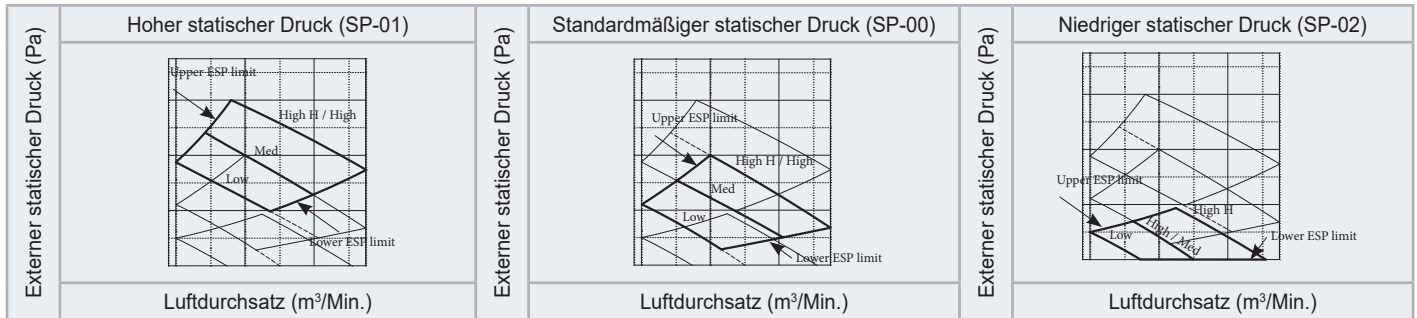 Externer statischer Druck (Pa)
Hoher statischer Druck (SP-01)
Upper ESP limit
High H / High
Med
Low
Lower ESP limit
Luftdurchsatz (m³/Min.)
Externer statischer Druck (Pa)
Standardmäßiger statischer Druck (SP-00)
Upper ESP limit
High H / High
Med
Low
Lower ESP limit
Luftdurchsatz (m³/Min.)
Externer statischer Druck (Pa)
Niedriger statischer Druck (SP-02)
Upper ESP limit
High H
Low
High / Med
Lower ESP limit
Luftdurchsatz (m³/Min.)